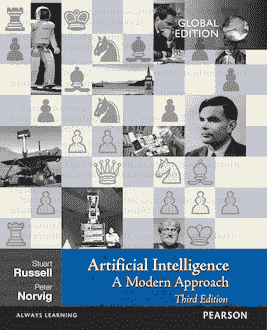 GLOBAL
EDITION
Stuart
Russell
Peter
Norvig
Artificial Intelligence
A Modern Approach
Third Edition
ALWAYS LEARNING
PEARSON